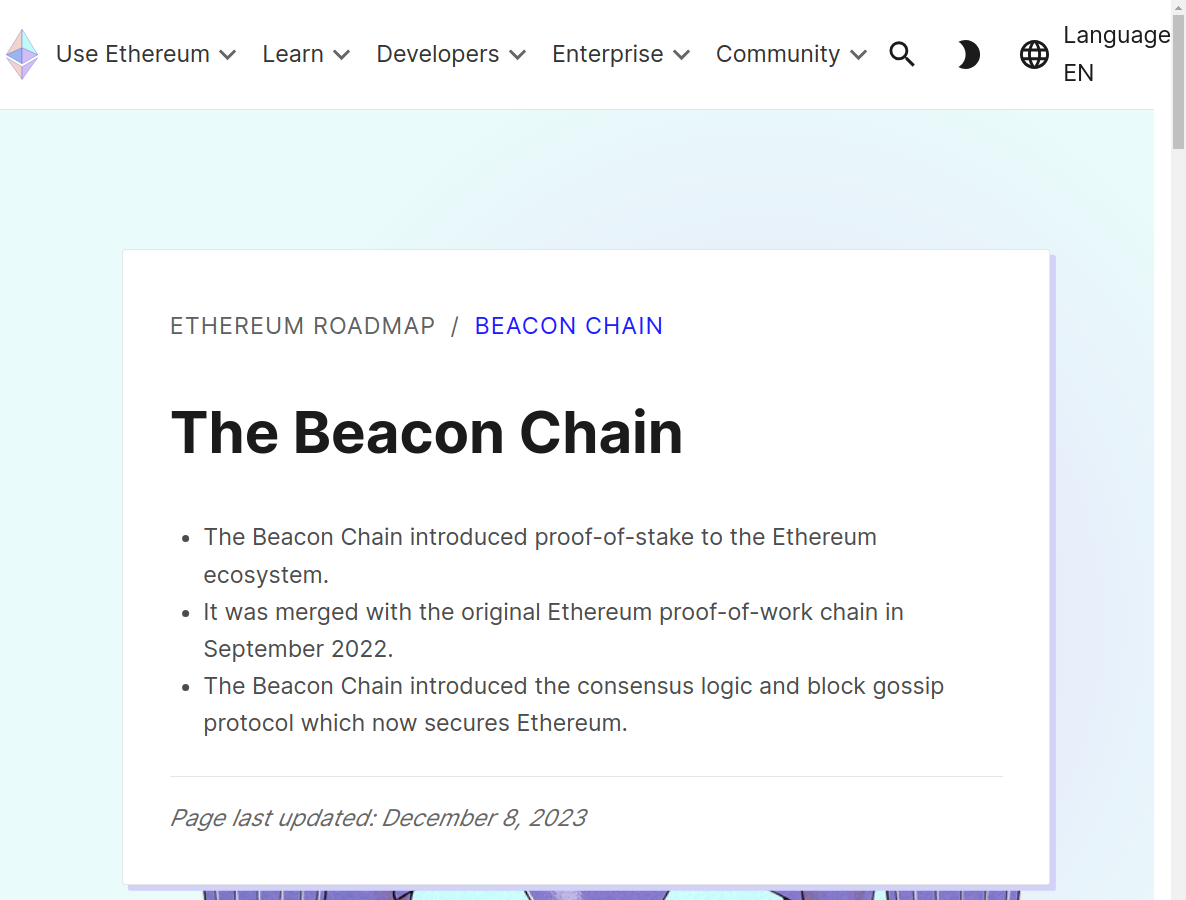 Use Ethereum Learn Developers Enterprise Community Language
EN
ETHEREUM ROADMAP / BEACON CHAIN
The Beacon Chain
• The Beacon Chain introduced proof-of-stake to the Ethereum
ecosystem.
• It was merged with the original Ethereum proof-of-work chain in
September 2022.
• The Beacon Chain introduced the consensus logic and block gossip
protocol which now secures Ethereum.
Page last updated: December 8, 2023